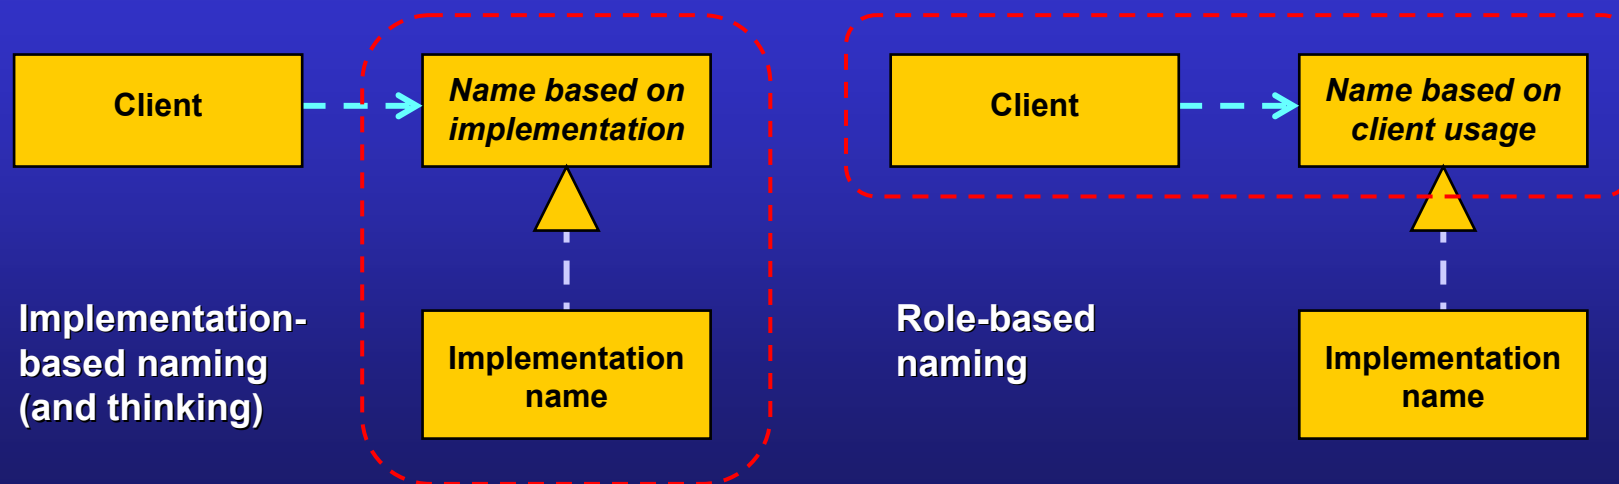 Client
Name based on
implementation
Implementation-
based naming
(and thinking)
Implementation
name
Client
Name based on
client usage
Role-based
naming
Implementation
name